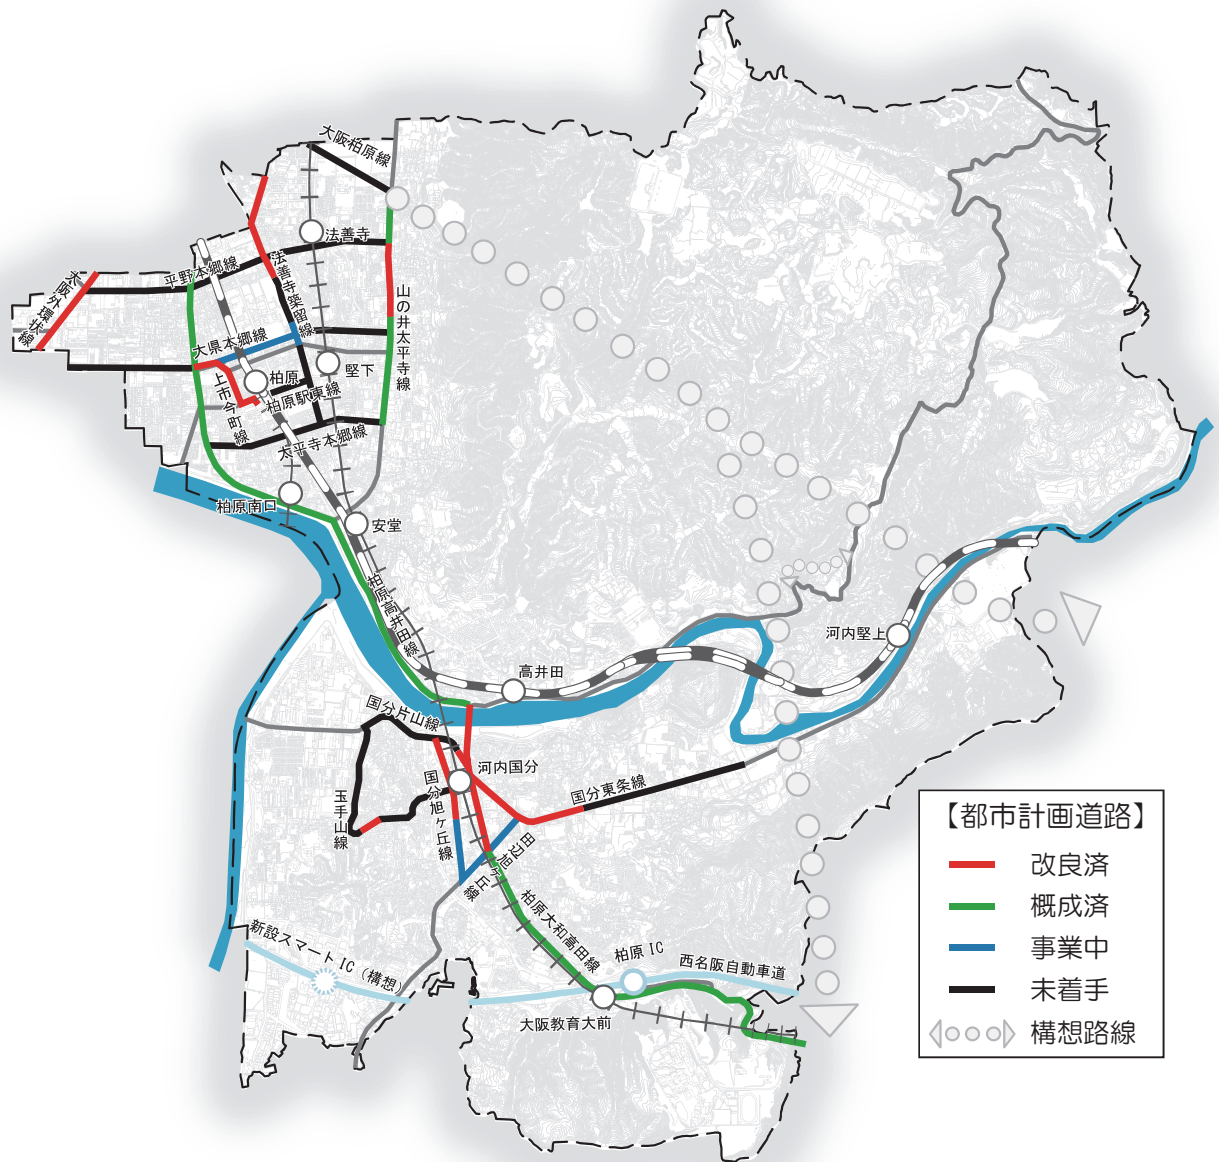 大阪柏原線
法善寺
平野本郷線
法善寺築留線
大阪外環状線
山の井太平寺線
大県本郷線
堅下
柏原
上市今町線
柏原駅東線
太平寺本郷線
柏原南口
安堂
柏原高井田線
河内堅上
高井田
国分片山線
河内国分
国分東条線
玉手山線
国分旭ヶ丘線
田辺旭ヶ丘線
柏原大和高田線
新設スマートIC（構想）
柏原IC
西名阪自動車道
大阪教育大前
【都市計画道路】
改良済
概成済
事業中
未着手
構想路線